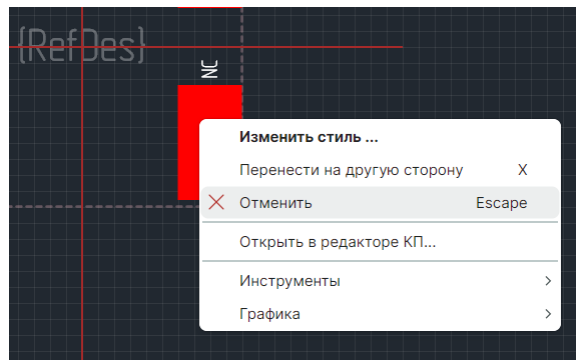 {RefDes}
NC
Изменить стиль ...
Перенести на другую сторону X
Отменить Escape
Открыть в редакторе КП...
Инструменты
Графика